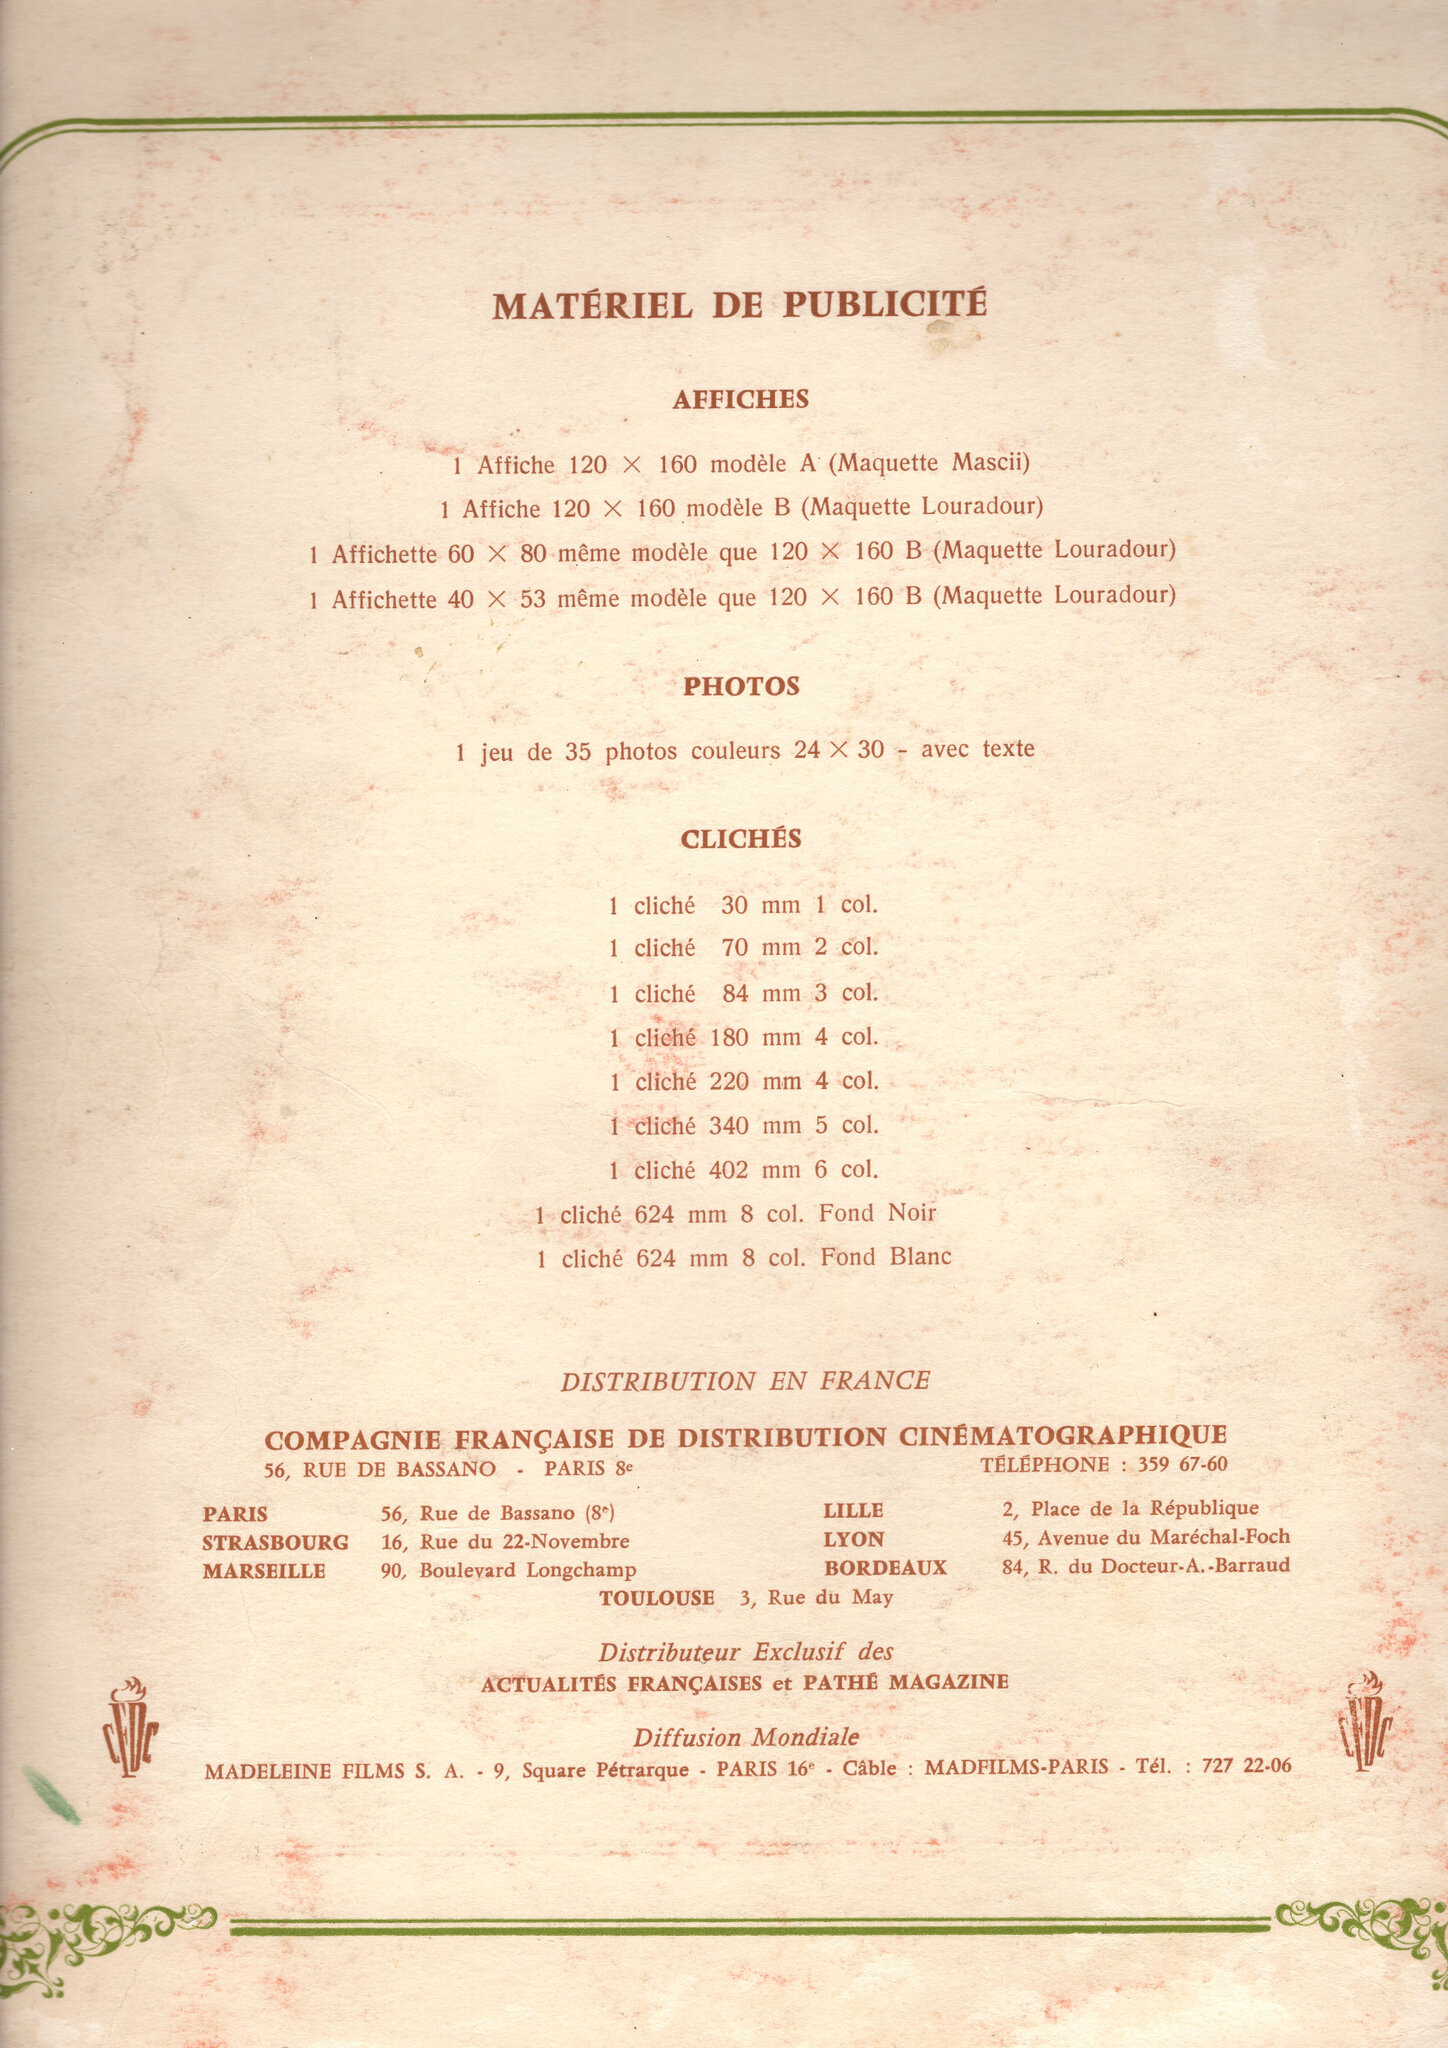 MATÉRIEL DE PUBLICITÉ
AFFICHES
1 Affiche 120 × 160 modèle A (Maquette Mascii)
1 Affiche 120 × 160 modèle B (Maquette Louradour)
1 Affichette 60 × 80 même modèle que 120 × 160 B (Maquette Louradour)
1 Affichette 40 × 53 même modèle que 120 × 160 B (Maquette Louradour)
PHOTOS
1 jeu de 35 photos couleurs 24 × 30 - avec texte
CLICHÉS
1 cliché 30 mm 1 col.
1 cliché 70 mm 2 col.
1 cliché 84 mm 3 col.
1 cliché 180 mm 4 col.
1 cliché 220 mm 4 col.
1 cliché 340 mm 5 col.
1 cliché 402 mm 6 col.
1 cliché 624 mm 8 col. Fond Noir
1 cliché 624 mm 8 col. Fond Blanc
DISTRIBUTION EN FRANCE
COMPAGNIE FRANÇAISE DE DISTRIBUTION CINÉMATOGRAPHIQUE
56, RUE DE BASSANO - PARIS 8e TÉLÉPHONE : 359 67-60
PARIS 56, Rue de Bassano (8e) LILLE 2, Place de la République
STRASBOURG 16, Rue du 22-Novembre LYON 45, Avenue du Maréchal-Foch
MARSEILLE 90, Boulevard Longchamp BORDEAUX 84, R. du Docteur-A.-Barraud
TOULOUSE 3, Rue du May
Distributeur Exclusif des
ACTUALITÉS FRANÇAISES et PATHÉ MAGAZINE
CFDC
CFDC
Diffusion Mondiale
MADELEINE FILMS S. A. - 9, Square Pétrarque - PARIS 16e - Câble : MADFILMS-PARIS - Tél. : 727 22-06